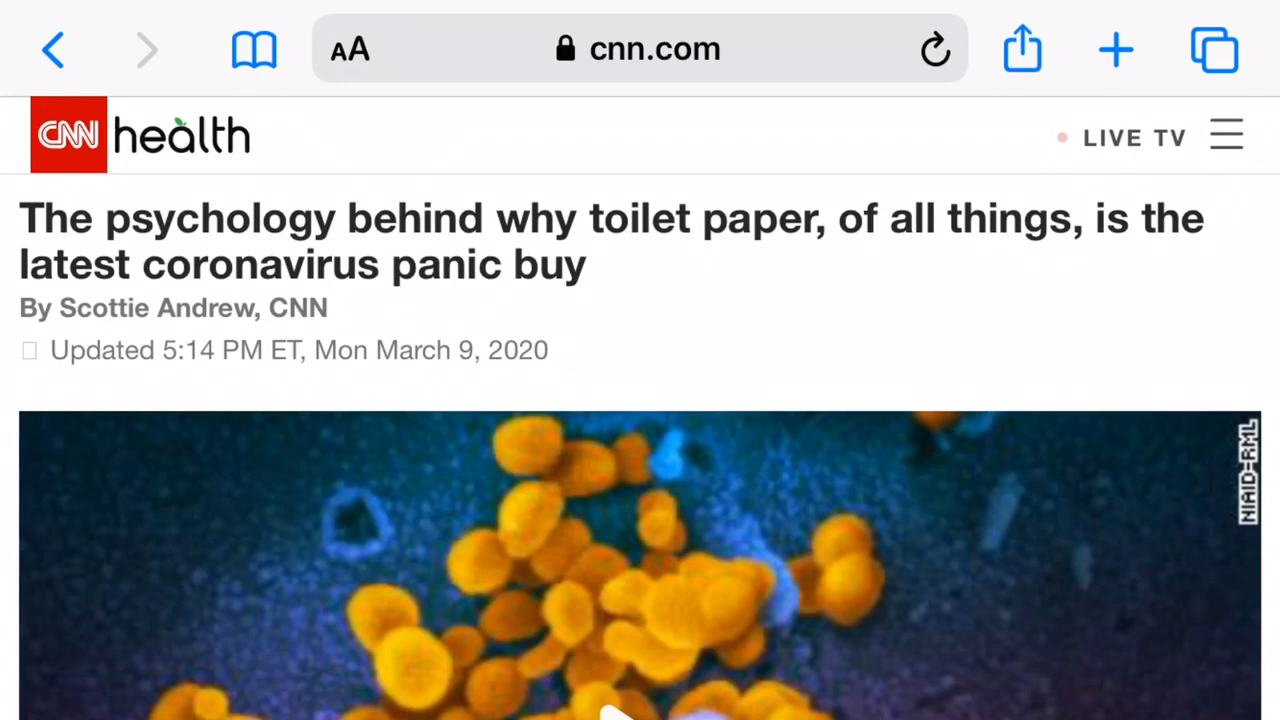 AA
cnn.com
CNN health
LIVE TV
The psychology behind why toilet paper, of all things, is the
latest coronavirus panic buy
By Scottie Andrew, CNN
Updated 5:14 PM ET, Mon March 9, 2020
NIAID-RML